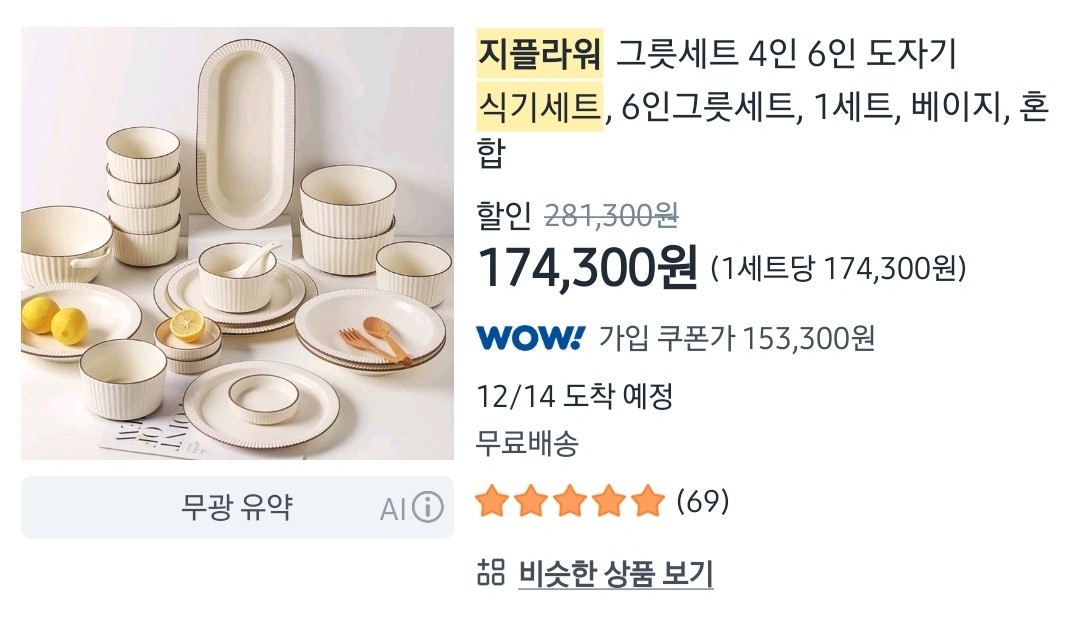 지플라워 그릇세트 4인 6인 도자기
식기세트, 6인그릇세트, 1세트, 베이지, 혼
합
할인 281,300원
174,300원 (1세트당 174,300원)
WOW! 가입 쿠폰가 153,300원
12/14 도착 예정
무료배송
(69)
비슷한 상품 보기
무광 유약 AI